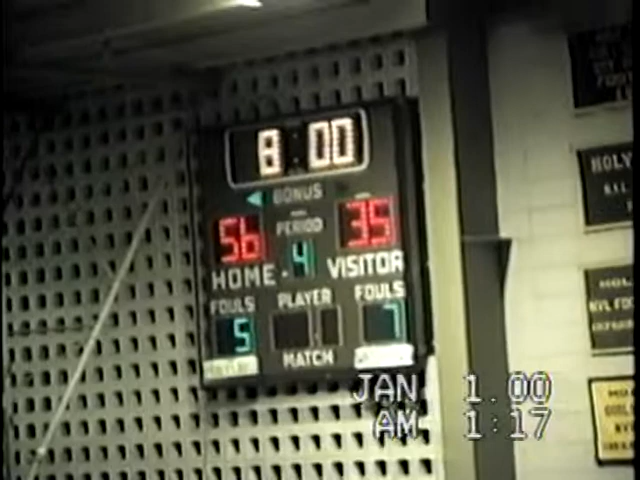 8:00
BONUS
56 PERIOD 35
HOME 4 VISITOR
FOULS PLAYER FOULS
5 7
MATCH
JAN 1.00
AM 1:17
HOLY